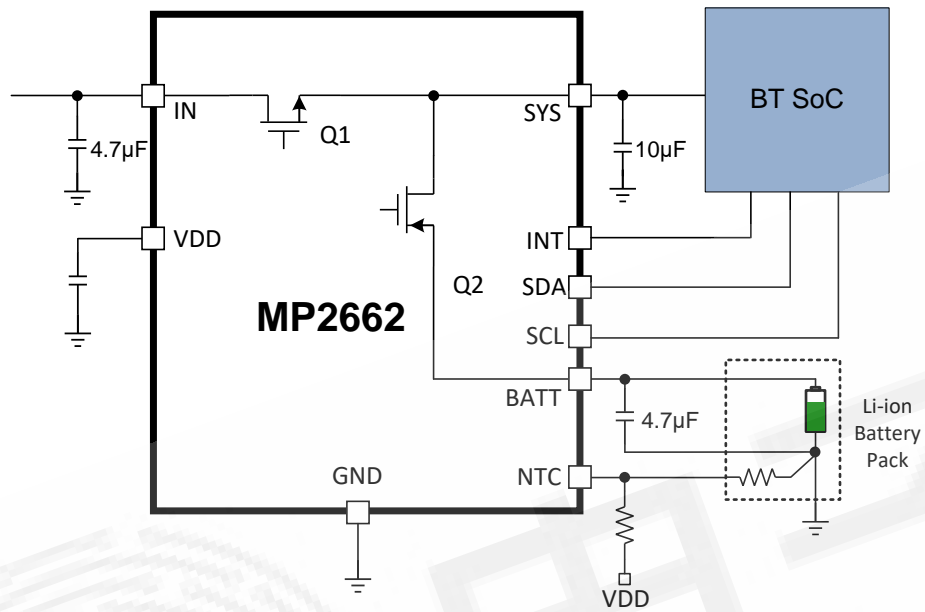 BT SoC
IN
SYS
Q1
4.7µF
10µF
VDD
INT
Q2
SDA
MP2662
SCL
BATT
4.7µF
Li-ion
Battery
Pack
GND
NTC
VDD